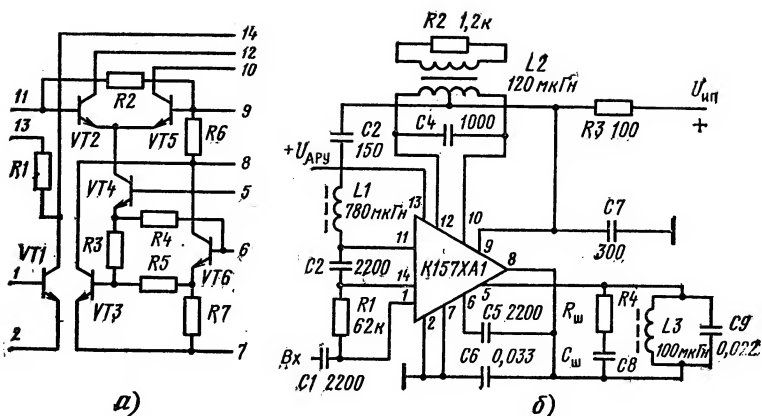 14
12
10
11
R2
9
13
VT2
VT5
R6
R1
8
VT4
5
R4
R3
6
VT1
R5
VT6
1
VT3
R7
2
7
а)
R2 1,2к
L2
120 мкГн
Uип
C2
150
C4
1000
R3 100
+
+UАРУ
L1
780мкГн
13
12
10
9
C7
300
11
К157ХА1
8
C2
2200
14
1
5
R1
62к
6
7
2
C5 2200
Rш
R4
L3
100мкГн
C9
0,022
Вх
C1 2200
C6
0,033
Cш
C8
б)